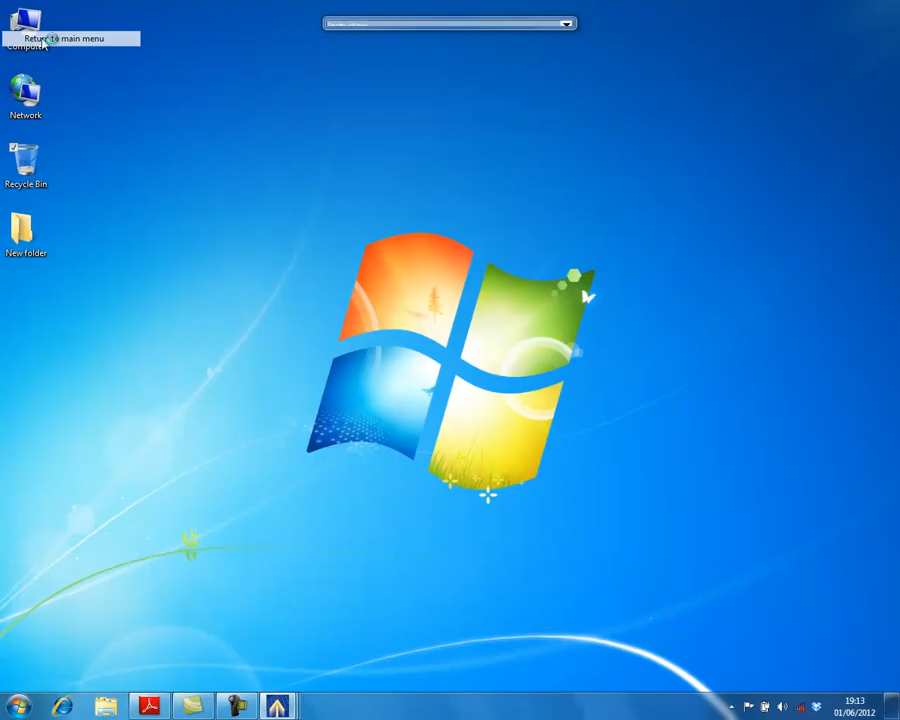 Return to main menu
Computer
Network
Recycle Bin
New folder
19:13
01/06/2012